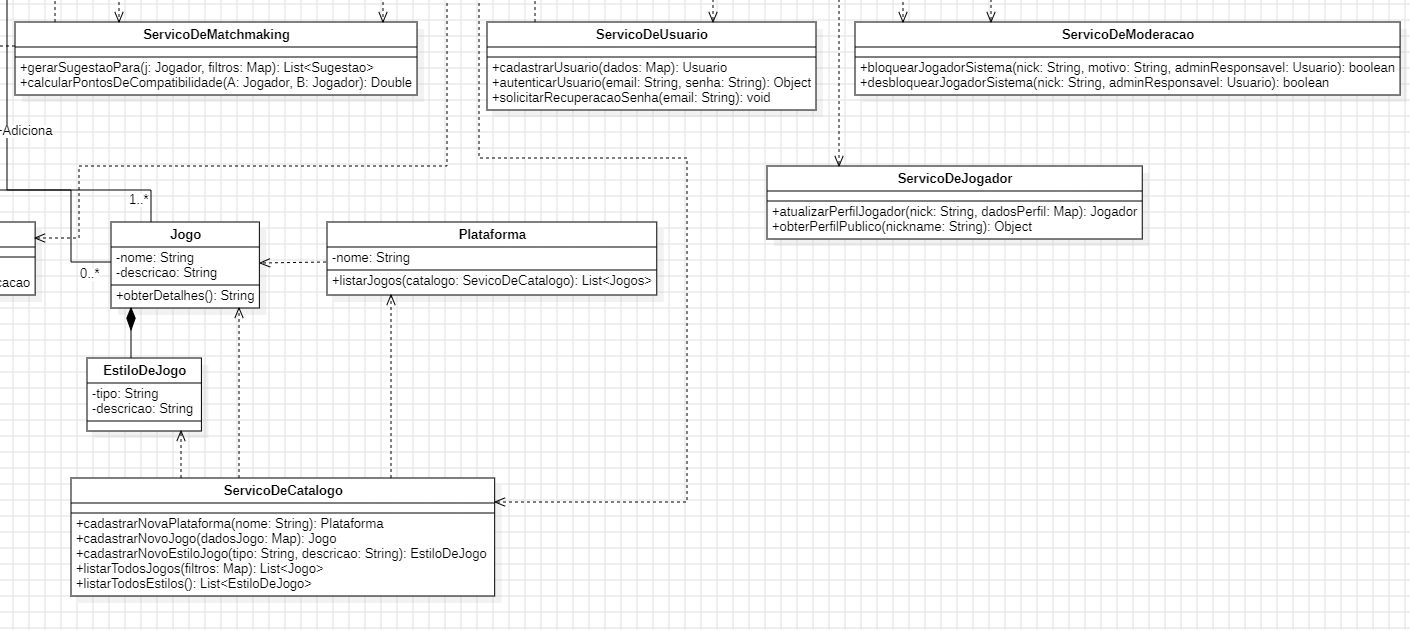 ServicoDeMatchmaking
+gerarSugestaoPara(j: Jogador, filtros: Map): List<Sugestao>
+calcularPontosDeCompatibilidade(A: Jogador, B: Jogador): Double
ServicoDeUsuario
+cadastrarUsuario(dados: Map): Usuario
+autenticarUsuario(email: String, senha: String): Object
+solicitarRecuperacaoSenha(email: String): void
ServicoDeModeracao
+bloquearJogadorSistema(nick: String, motivo: String, adminResponsavel: Usuario): boolean
+desbloquearJogadorSistema(nick: String, adminResponsavel: Usuario): boolean
-Adiciona
ServicoDeJogador
+atualizarPerfilJogador(nick: String, dadosPerfil: Map): Jogador
+obterPerfilPublico(nickname: String): Object
1..*
Jogo
-nome: String
-descricao: String
+obterDetalhes(): String
0..*
cacao
Plataforma
-nome: String
+listarJogos(catalogo: SevicoDeCatalogo): List<Jogos>
EstiloDeJogo
-tipo: String
-descricao: String
ServicoDeCatalogo
+cadastrarNovaPlataforma(nome: String): Plataforma
+cadastrarNovoJogo(dadosJogo: Map): Jogo
+cadastrarNovoEstiloJogo(tipo: String, descricao: String): EstiloDeJogo
+listarTodosJogos(filtros: Map): List<Jogo>
+listarTodosEstilos(): List<EstiloDeJogo>